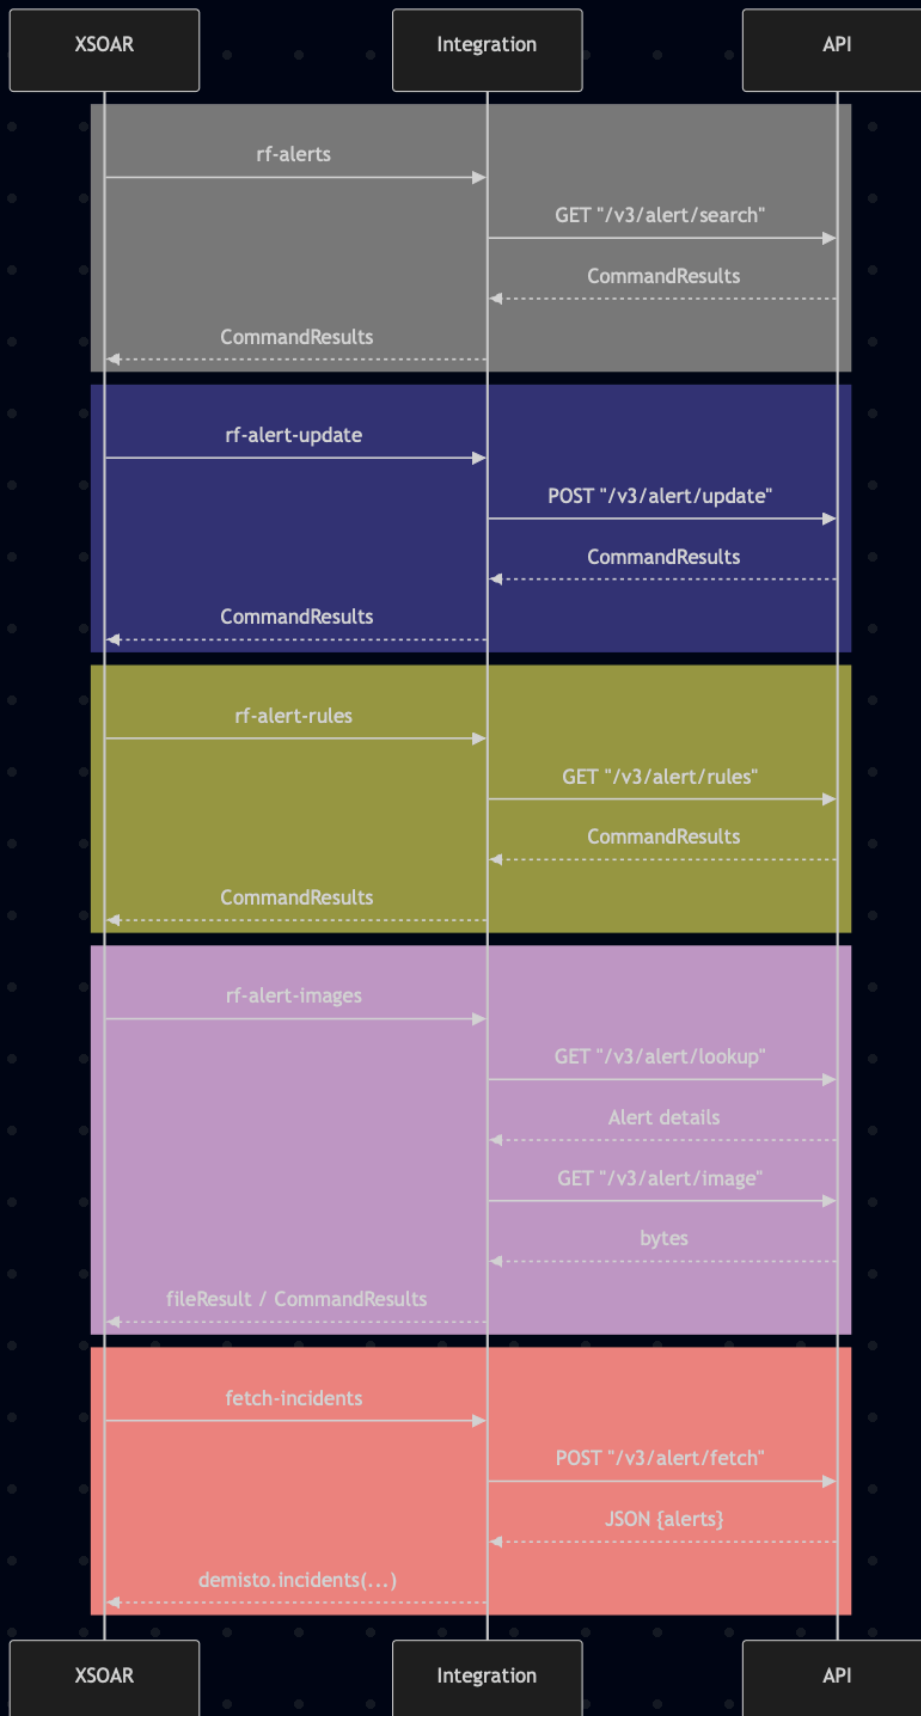 XSOAR
Integration
API
rf-alerts
GET "/v3/alert/search"
CommandResults
CommandResults
rf-alert-update
POST "/v3/alert/update"
CommandResults
CommandResults
rf-alert-rules
GET "/v3/alert/rules"
CommandResults
CommandResults
rf-alert-images
GET "/v3/alert/lookup"
Alert details
GET "/v3/alert/image"
bytes
fileResult / CommandResults
fetch-incidents
POST "/v3/alert/fetch"
JSON {alerts}
demisto.incidents(...)
XSOAR
Integration
API